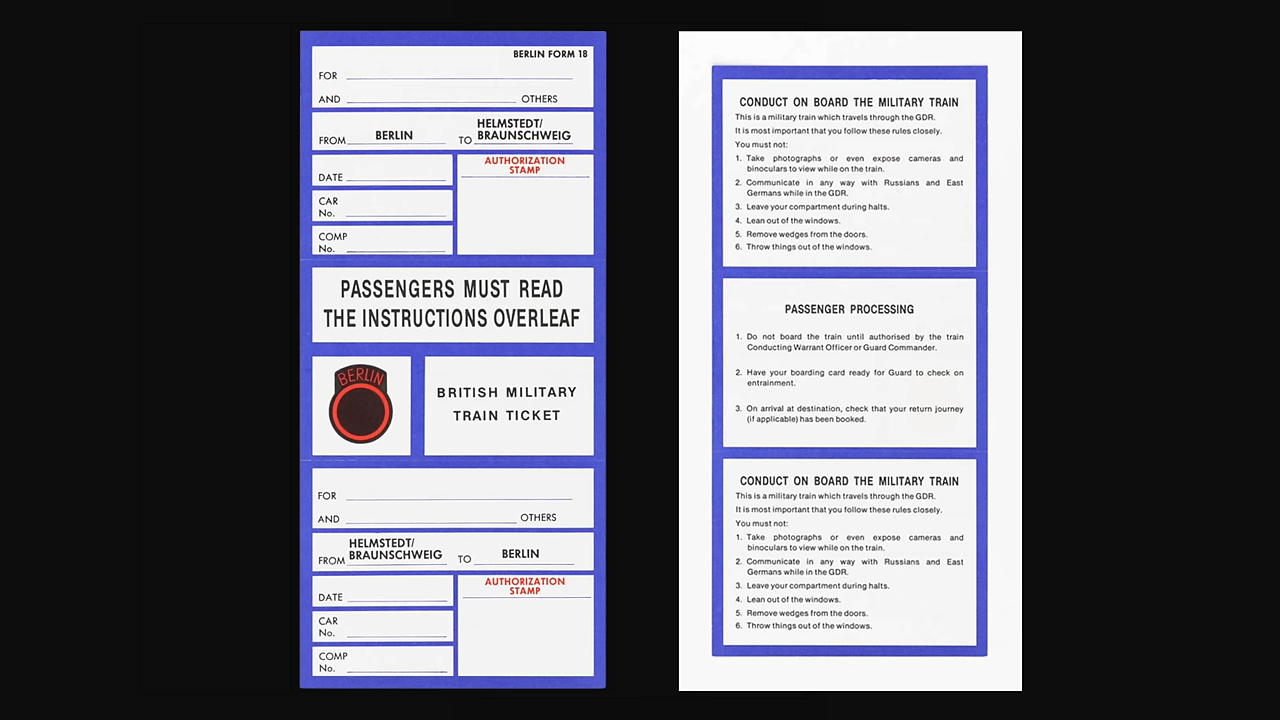 BERLIN FORM 18
FOR
AND OTHERS
FROM BERLIN TO HELMSTEDT/
BRAUNSCHWEIG
DATE
CAR
No.
COMP
No.
AUTHORIZATION
STAMP
PASSENGERS MUST READ
THE INSTRUCTIONS OVERLEAF
BERLIN
BRITISH MILITARY
TRAIN TICKET
FOR
AND OTHERS
FROM HELMSTEDT/
BRAUNSCHWEIG TO BERLIN
DATE
CAR
No.
COMP
No.
AUTHORIZATION
STAMP
CONDUCT ON BOARD THE MILITARY TRAIN
This is a military train which travels through the GDR.
It is most important that you follow these rules closely.
You must not:
1. Take photographs or even expose cameras and
binoculars to view while on the train.
2. Communicate in any way with Russians and East
Germans while in the GDR.
3. Leave your compartment during halts.
4. Lean out of the windows.
5. Remove wedges from the doors.
6. Throw things out of the windows.
PASSENGER PROCESSING
1. Do not board the train until authorised by the train
Conducting Warrant Officer or Guard Commander.
2. Have your boarding card ready for Guard to check on
entrainment.
3. On arrival at destination, check that your return journey
(if applicable) has been booked.
CONDUCT ON BOARD THE MILITARY TRAIN
This is a military train which travels through the GDR.
It is most important that you follow these rules closely.
You must not:
1. Take photographs or even expose cameras and
binoculars to view while on the train.
2. Communicate in any way with Russians and East
Germans while in the GDR.
3. Leave your compartment during halts.
4. Lean out of the windows.
5. Remove wedges from the doors.
6. Throw things out of the windows.